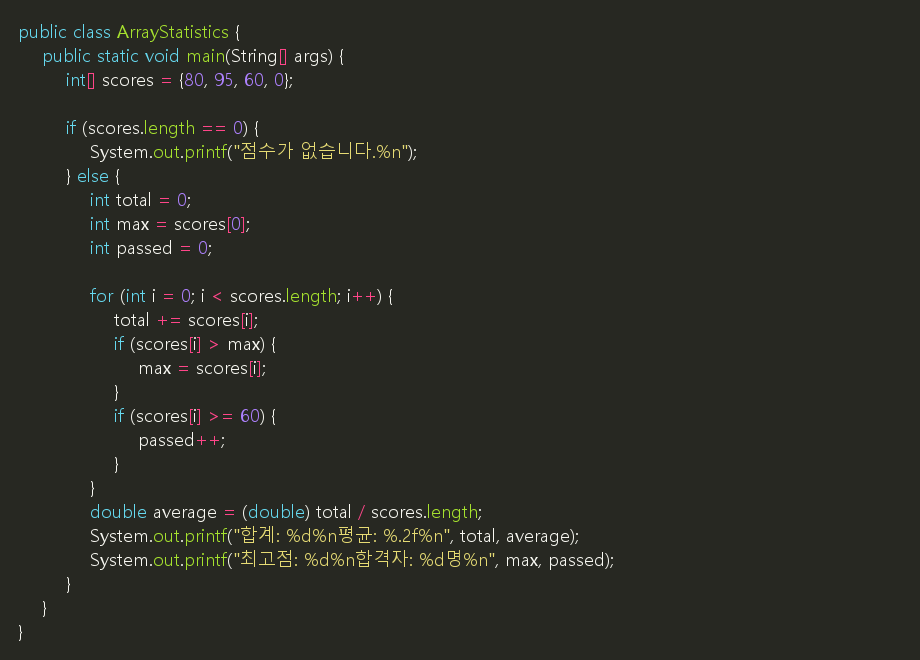 public class ArrayStatistics {
    public static void main(String[] args) {
        int[] scores = {80, 95, 60, 0};

        if (scores.length == 0) {
            System.out.printf("점수가 없습니다.%n");
        } else {
            int total = 0;
            int max = scores[0];
            int passed = 0;

            for (int i = 0; i < scores.length; i++) {
                total += scores[i];
                if (scores[i] > max) {
                    max = scores[i];
                }
                if (scores[i] >= 60) {
                    passed++;
                }
            }
            double average = (double) total / scores.length;
            System.out.printf("합계: %d%n평균: %.2f%n", total, average);
            System.out.printf("최고점: %d%n합격자: %d명%n", max, passed);
        }
    }
}